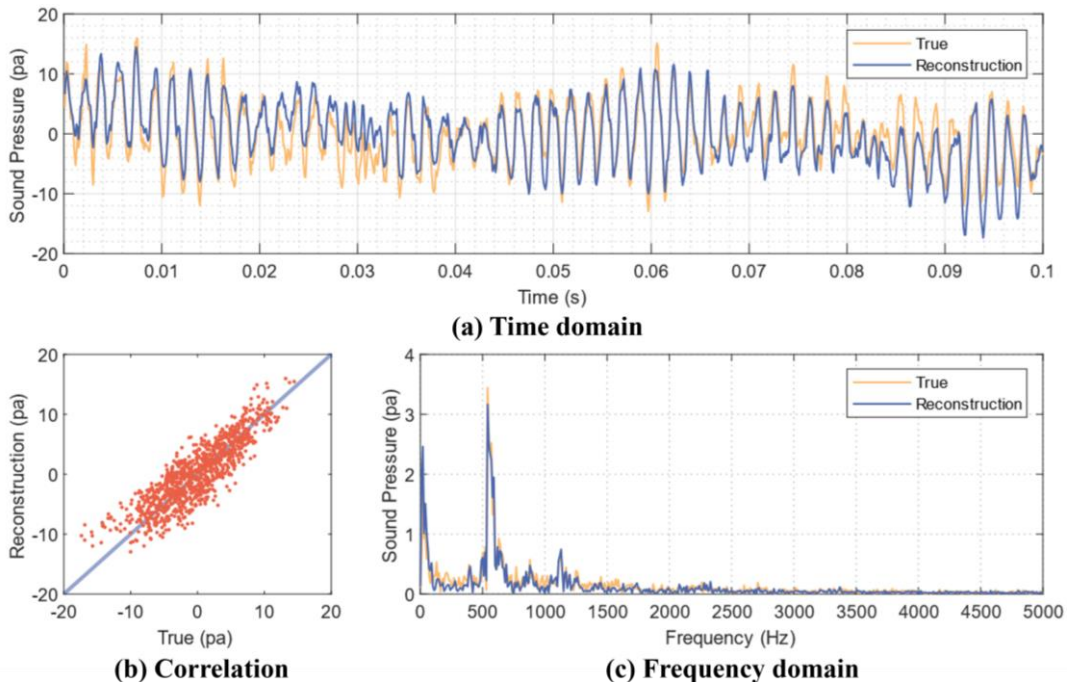 20
10
0
-10
-20
Sound Pressure (pa)
True
Reconstruction
0 0.01 0.02 0.03 0.04 0.05 0.06 0.07 0.08 0.09 0.1
Time (s)
(a) Time domain
20
10
0
-10
-20
Reconstruction (pa)
-20 -10 0 10 20
True (pa)
(b) Correlation
4
3
2
1
0
Sound Pressure (pa)
True
Reconstruction
0 500 1000 1500 2000 2500 3000 3500 4000 4500 5000
Frequency (Hz)
(c) Frequency domain